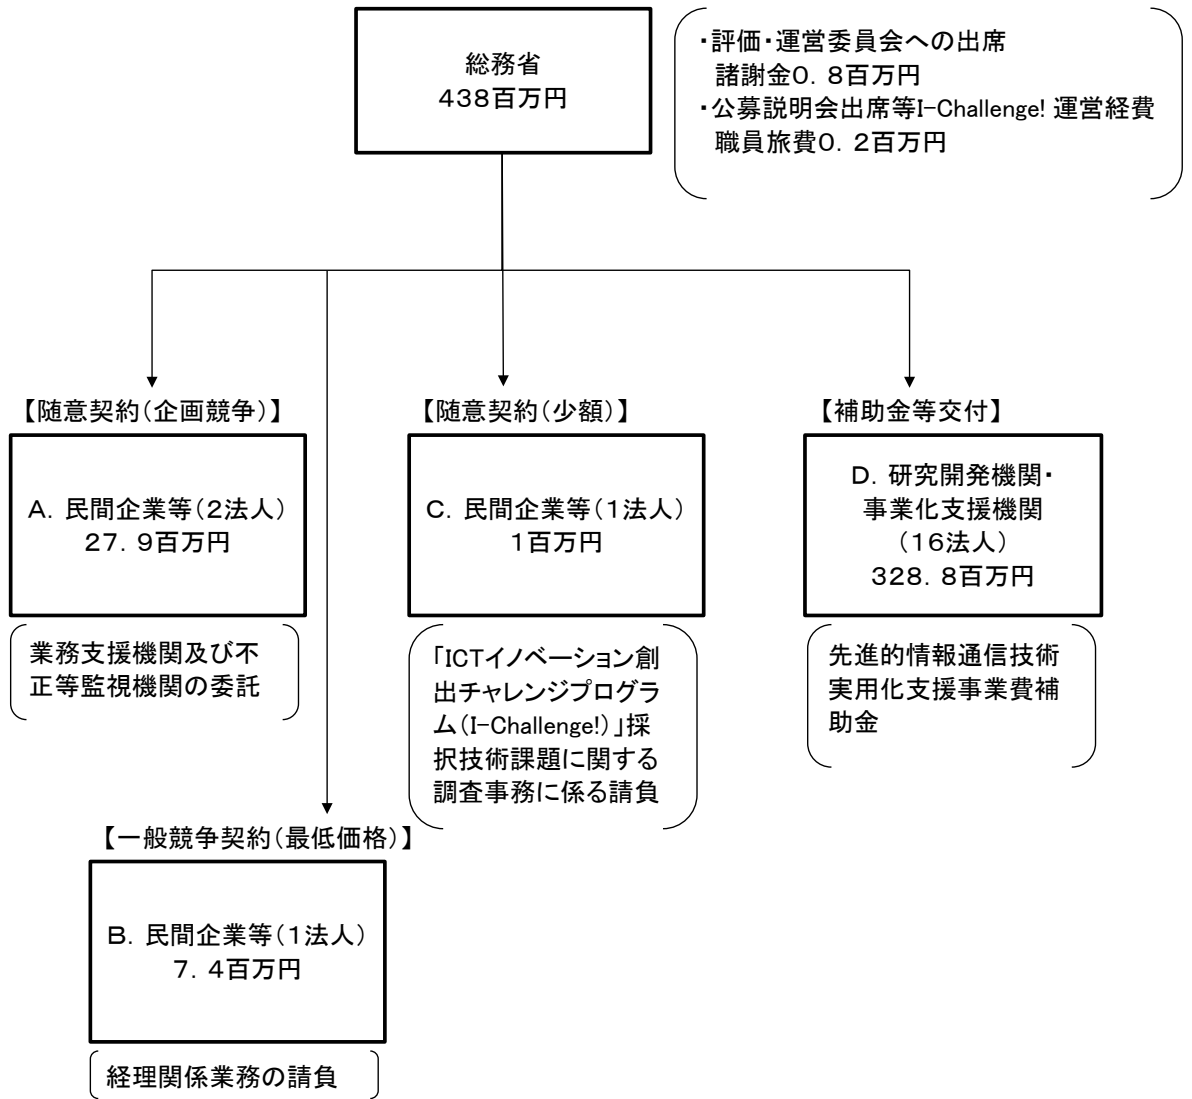 総務省
438百万円
・評価・運営委員会への出席
諸謝金0．8百万円
・公募説明会出席等I-Challenge! 運営経費
職員旅費0．2百万円
【随意契約（企画競争）】
A．民間企業等（2法人）
27．9百万円
業務支援機関及び不
正等監視機関の委託
【随意契約（少額）】
C．民間企業等（1法人）
1百万円
「ICTイノベーション創
出チャレンジプログラ
ム（I-Challenge!）」採
択技術課題に関する
調査事務に係る請負
【補助金等交付】
D．研究開発機関・
事業化支援機関
（16法人）
328．8百万円
先進的情報通信技術
実用化支援事業費補
助金
【一般競争契約（最低価格）】
B．民間企業等（1法人）
7．4百万円
経理関係業務の請負